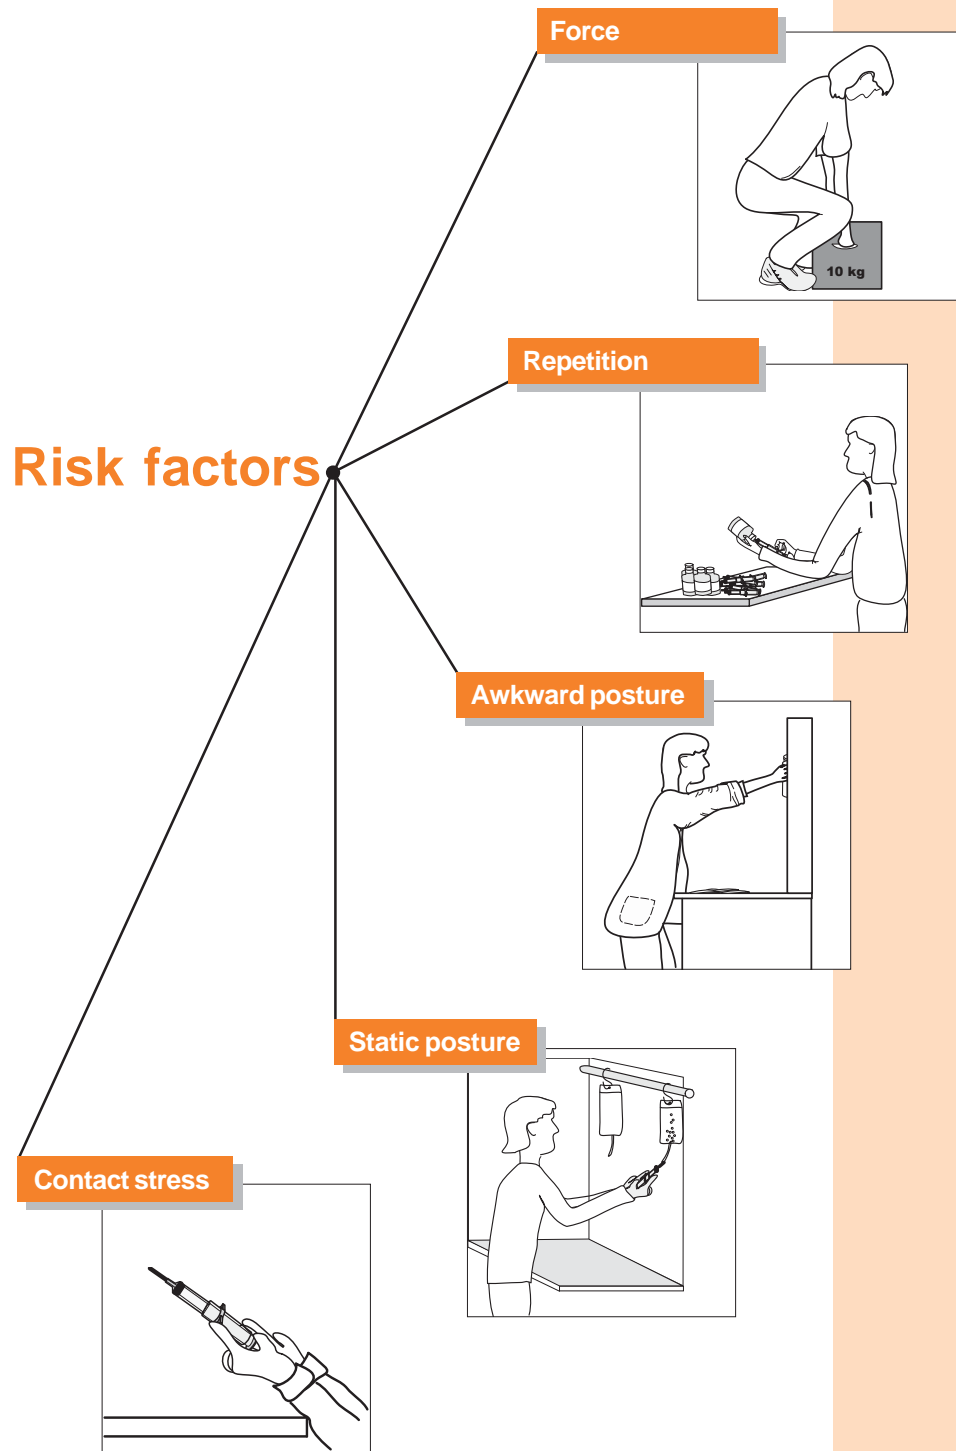 Force
10 kg
Repetition
Risk factors
Awkward posture
Static posture
Contact stress